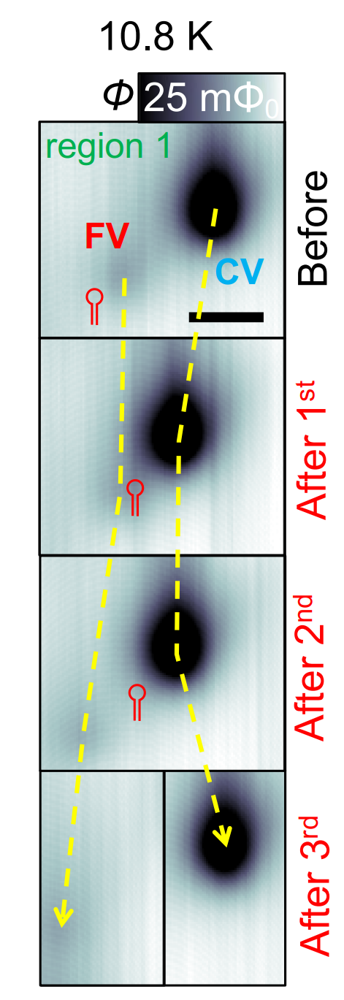 10.8 K
Φ 25 mΦ₀
region 1
FV
CV
Before
After 1st
After 2nd
After 3rd